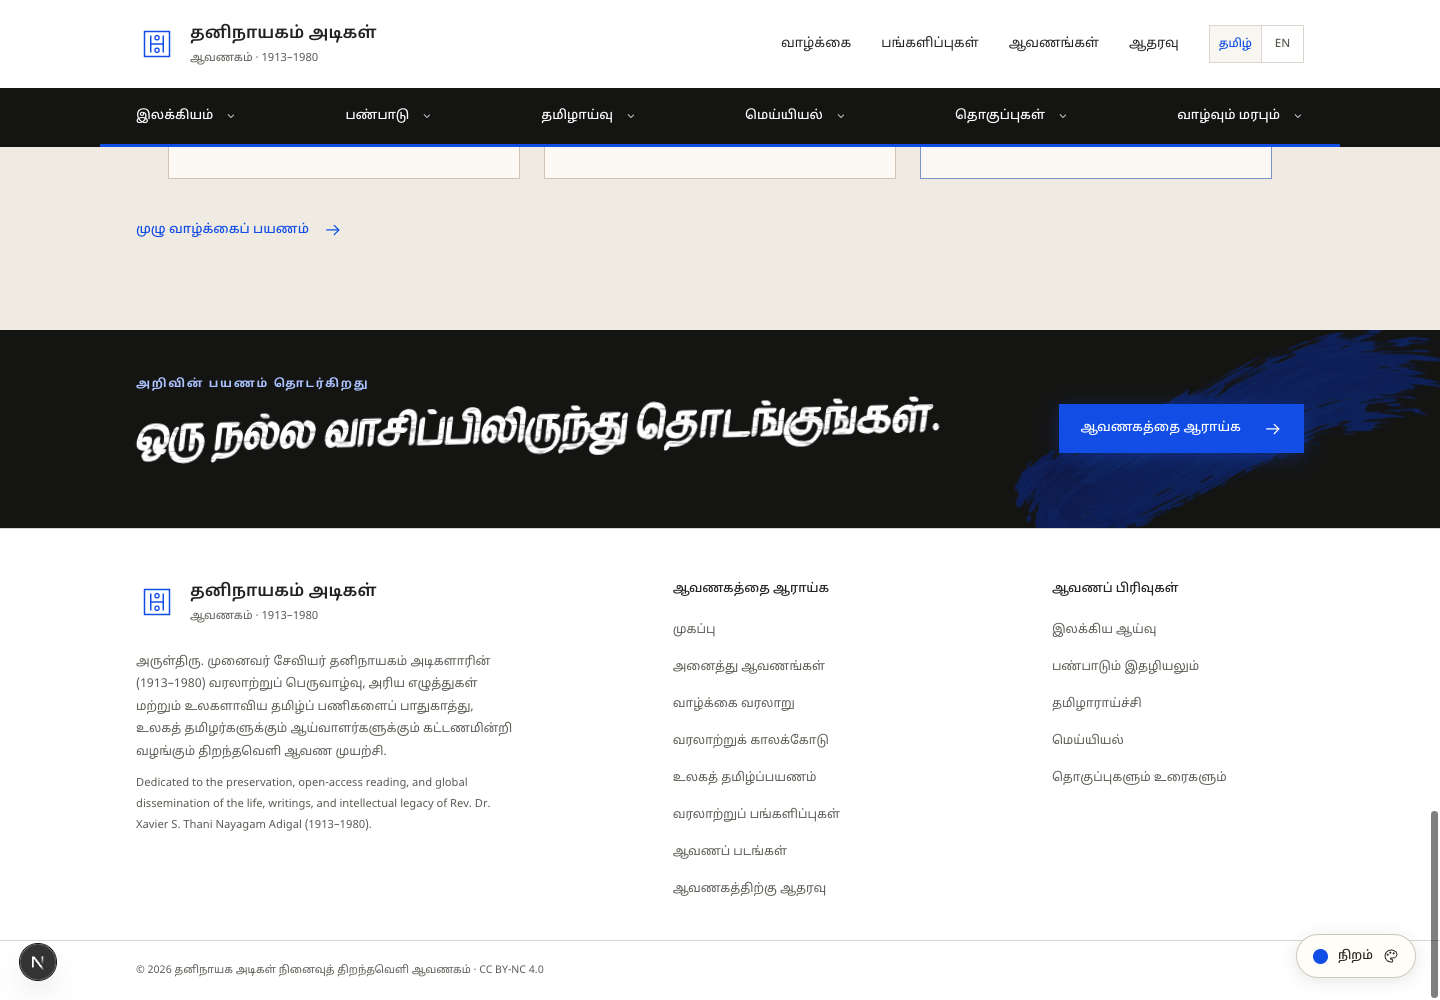 தனிநாயகம் அடிகள்
ஆவணகம் · 1913–1980
வாழ்க்கை பங்களிப்புகள் ஆவணங்கள் ஆதரவு தமிழ் EN
இலக்கியம் பண்பாடு தமிழாய்வு மெய்யியல் தொகுப்புகள் வாழ்வும் மரபும்
முழு வாழ்க்கைப் பயணம்
அறிவின் பயணம் தொடர்கிறது
ஒரு நல்ல வாசிப்பிலிருந்து தொடங்குங்கள்.
ஆவணகத்தை ஆராய்க
தனிநாயகம் அடிகள்
ஆவணகம் · 1913–1980
அருள்திரு. முனைவர் சேவியர் தனிநாயகம் அடிகளாரின்
(1913–1980) வரலாற்றுப் பெருவாழ்வு, அரிய எழுத்துகள்
மற்றும் உலகளாவிய தமிழ்ப் பணிகளைப் பாதுகாத்து,
உலகத் தமிழர்களுக்கும் ஆய்வாளர்களுக்கும் கட்டணமின்றி
வழங்கும் திறந்தவெளி ஆவண முயற்சி.
Dedicated to the preservation, open-access reading, and global
dissemination of the life, writings, and intellectual legacy of Rev. Dr.
Xavier S. Thani Nayagam Adigal (1913–1980).
ஆவணகத்தை ஆராய்க
முகப்பு
அனைத்து ஆவணங்கள்
வாழ்க்கை வரலாறு
வரலாற்றுக் காலக்கோடு
உலகத் தமிழ்ப்பயணம்
வரலாற்றுப் பங்களிப்புகள்
ஆவணப் படங்கள்
ஆவணகத்திற்கு ஆதரவு
ஆவணப் பிரிவுகள்
இலக்கிய ஆய்வு
பண்பாடும் இதழியலும்
தமிழாராய்ச்சி
மெய்யியல்
தொகுப்புகளும் உரைகளும்
N
நிறம்
© 2026 தனிநாயக அடிகள் நினைவுத் திறந்தவெளி ஆவணகம் · CC BY-NC 4.0